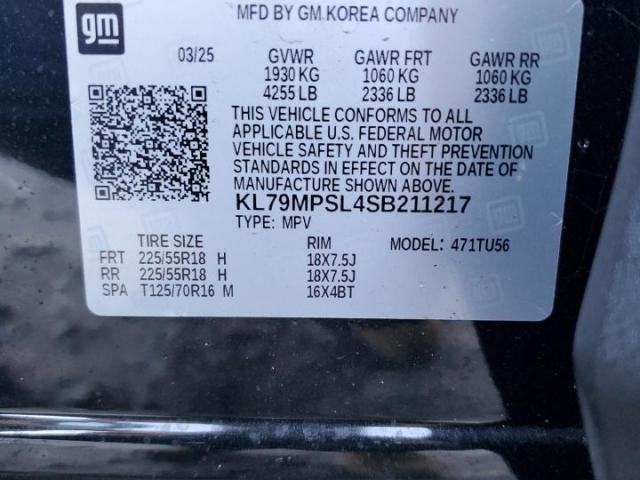 gm
MFD BY GM KOREA COMPANY
03/25 GVWR GAWR FRT GAWR RR
1930 KG 1060 KG 1060 KG
4255 LB 2336 LB 2336 LB
THIS VEHICLE CONFORMS TO ALL
APPLICABLE U.S. FEDERAL MOTOR
VEHICLE SAFETY AND THEFT PREVENTION
STANDARDS IN EFFECT ON THE DATE OF
MANUFACTURE SHOWN ABOVE.
KL79MPSL4SB211217
TYPE: MPV
TIRE SIZE RIM MODEL: 471TU56
FRT 225/55R18 H 18X7.5J
RR 225/55R18 H 18X7.5J
SPA T125/70R16 M 16X4BT